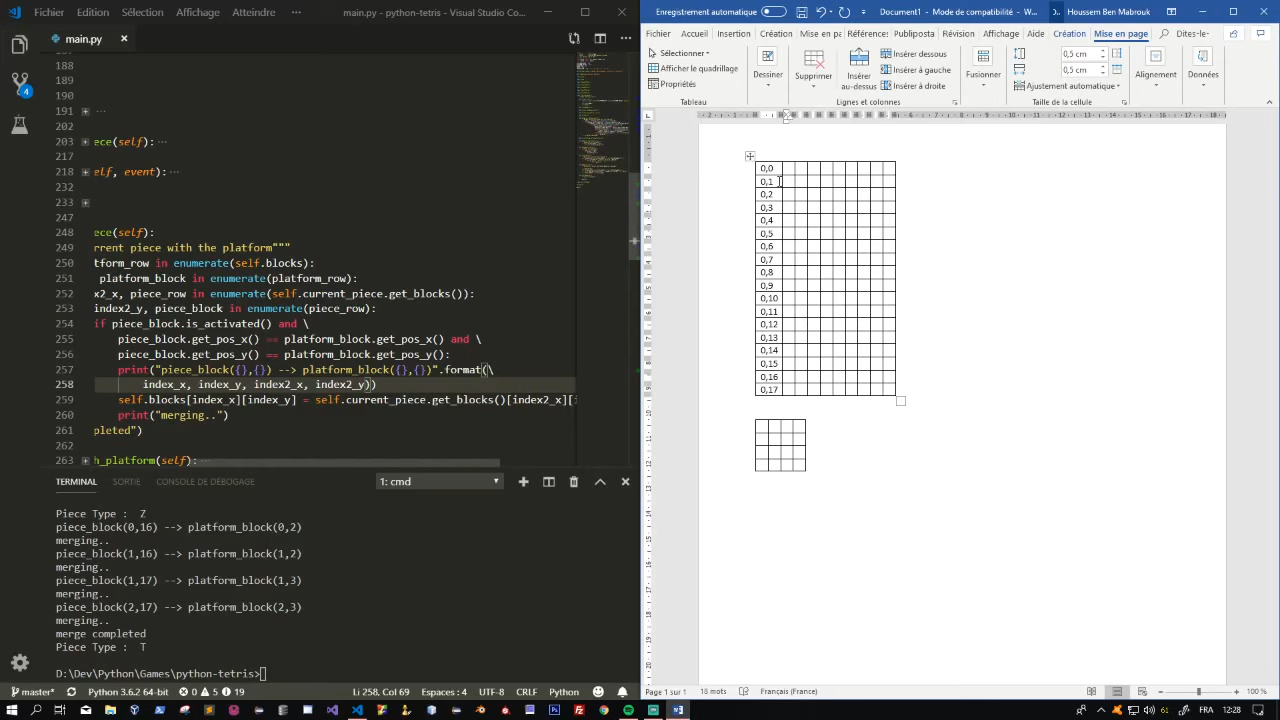 Affichage
Atteindre
main.py - python-tetris - Visual Studio Co...
Fichier
Edition
Sélection
main.py
188
189
190
191
...
206
ece(self): ...
216
217
elf, event): ...
218
232
233
248
ece(self):
249
rrent piece with the platform"""
250
tform_row in enumerate(self.blocks):
251
platform_block in enumerate(platform_row):
252
x2_x, piece_row in enumerate(self.current_piece.get_blocks()):
253
index2_y, piece_block in enumerate(piece_row):
254
if piece_block.is_activated() and \
255
piece_block.get_pos_x() == platform_block.get_pos_x() and
256
piece_block.get_pos_y() == platform_block.get_pos_y():
257
print("piece_block({},{}) --> platform_block({},{})".format(\
258
index_x, index_y, index2_x, index2_y))
259
self.blocks[index_x][index_y] = self.current_piece.get_blocks()[index2_x][i
260
print("merging..")
261
pleted")
263
h_platform(self): ...
TERMINAL
SORTIE
CONSOLE DE DÉBOGAGE
1: cmd
Piece Type : Z
piece_block(0,16) --> platform_block(0,2)
merging..
piece_block(1,16) --> platform_block(1,2)
merging..
piece_block(1,17) --> platform_block(1,3)
merging..
piece_block(2,17) --> platform_block(2,3)
merging..
merge completed
Piece Type : T
D:\Dev\Python\Games\python-tetris>
master*
Python 3.6.2 64-bit
0
0
19
Li 258, Col 69
Espaces : 4
UTF-8
CRLF
Python
Enregistrement automatique
Document1 - Mode de compatibilité - W...
Houssem Ben Mabrouk
Fichier
Accueil
Insertion
Création
Mise en pag
Référenc
Publiposta
Révision
Affichage
Aide
Création
Mise en page
Dites-le-
Sélectionner
Afficher le quadrillage
Propriétés
Tableau
Dessiner
Supprimer
Insérer
au-dessus
Insérer dessous
Insérer à gauche
Insérer à droite
Lignes et colonnes
Fusionner
0,5 cm
0,5 cm
Ajustement automatique
Taille de la cellule
Alignement
Données
0,0
0,1
0,2
0,3
0,4
0,5
0,6
0,7
0,8
0,9
0,10
0,11
0,12
0,13
0,14
0,15
0,16
0,17
Page 1 sur 1
18 mots
Français (France)
100 %
61
FRA
12:28